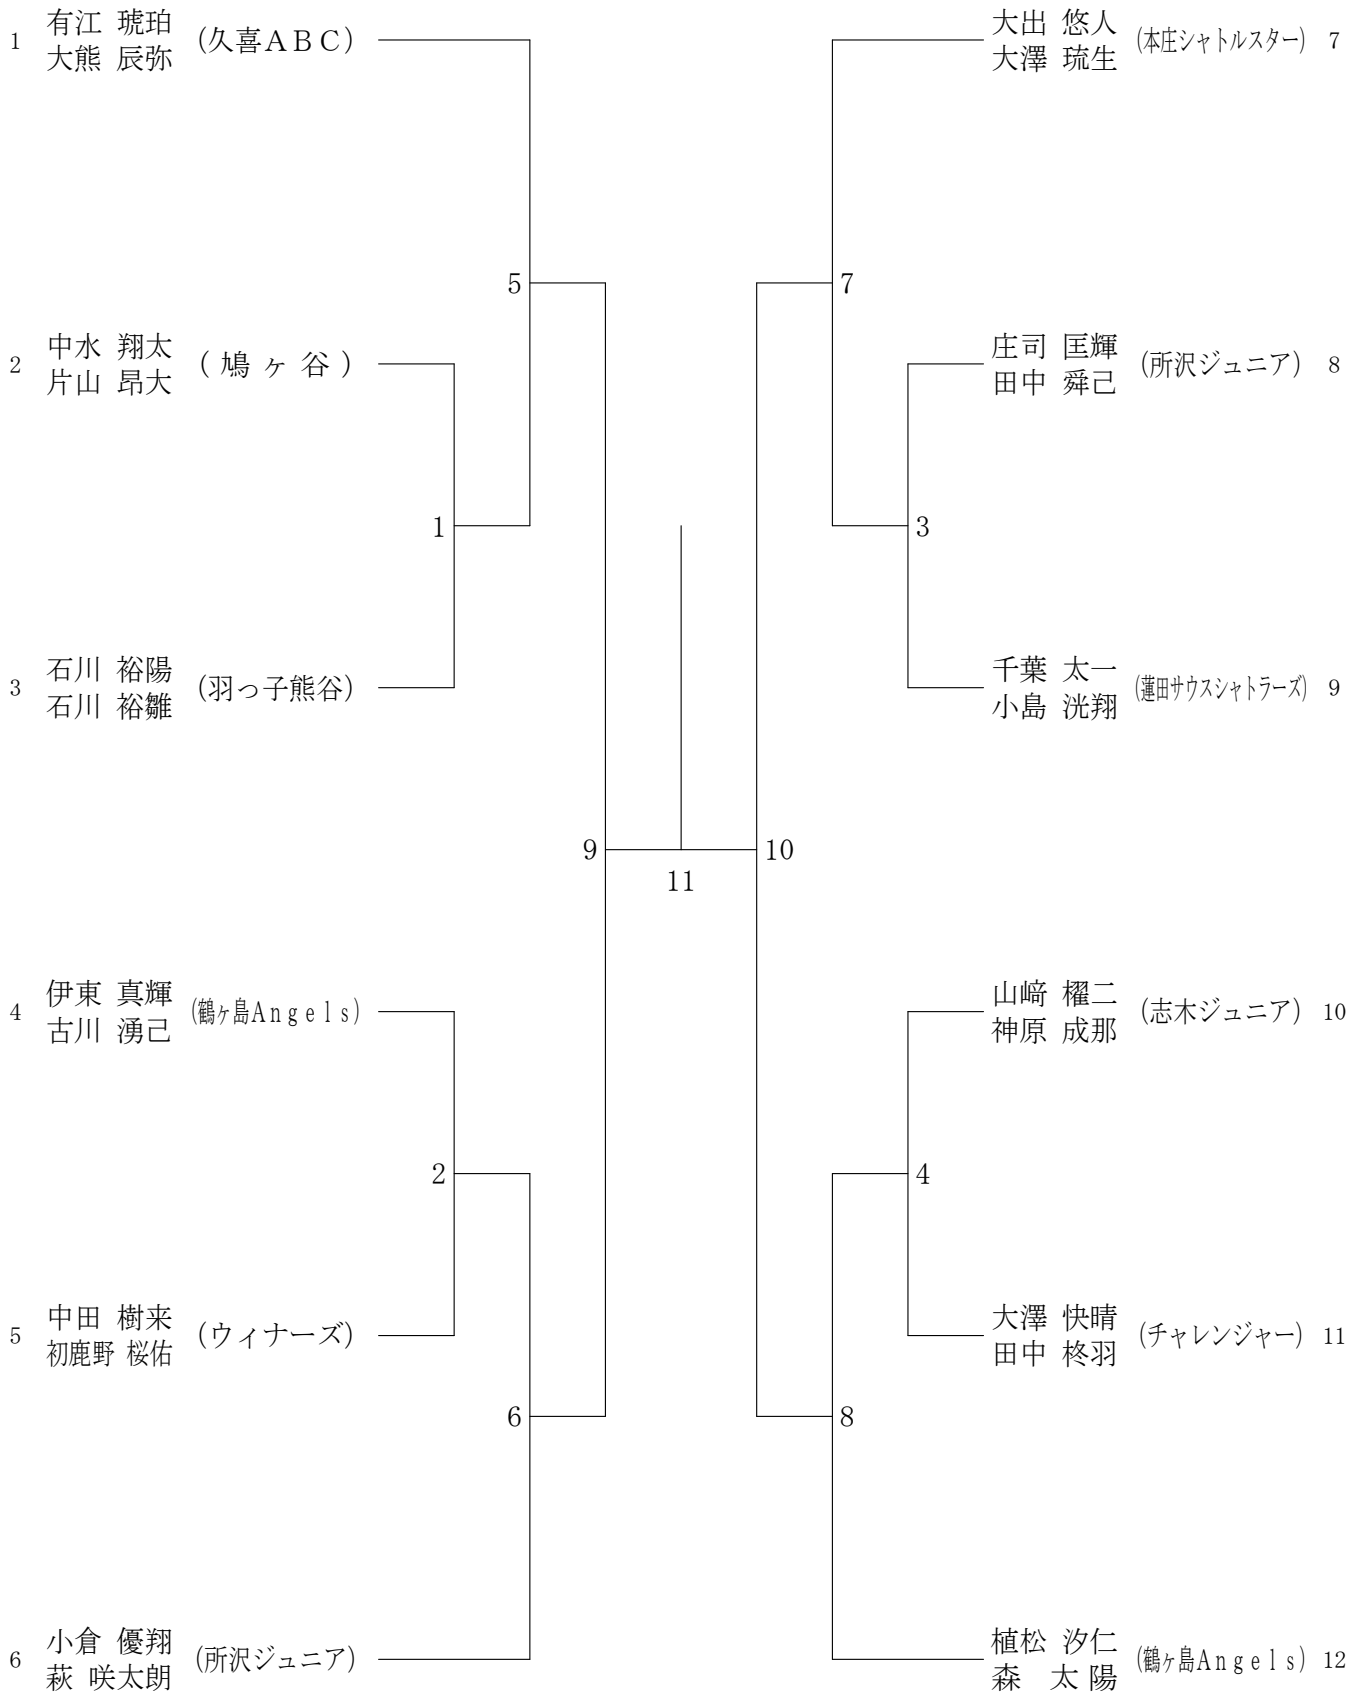 1 有江 琥珀 (久喜ABC)
大熊 辰弥
2 中水 翔太 (鳩ヶ谷)
片山 昂大
3 石川 裕陽 (羽っ子熊谷)
石川 裕雛
4 伊東 真輝 (鶴ヶ島Angels)
古川 湧己
5 中田 樹来 (ウィナーズ)
初鹿野 桜佑
6 小倉 優翔 (所沢ジュニア)
萩 咲太朗
5
1
9
2
6
11
7
3
10
4
8
大出 悠人 (本庄シャトルスター) 7
大澤 琉生
庄司 匡輝 (所沢ジュニア) 8
田中 舜己
千葉 太一 (蓮田サウスシャトラーズ) 9
小島 洸翔
山﨑 櫂二 (志木ジュニア) 10
神原 成那
大澤 快晴 (チャレンジャー) 11
田中 柊羽
植松 汐仁 (鶴ヶ島Angels) 12
森 太陽